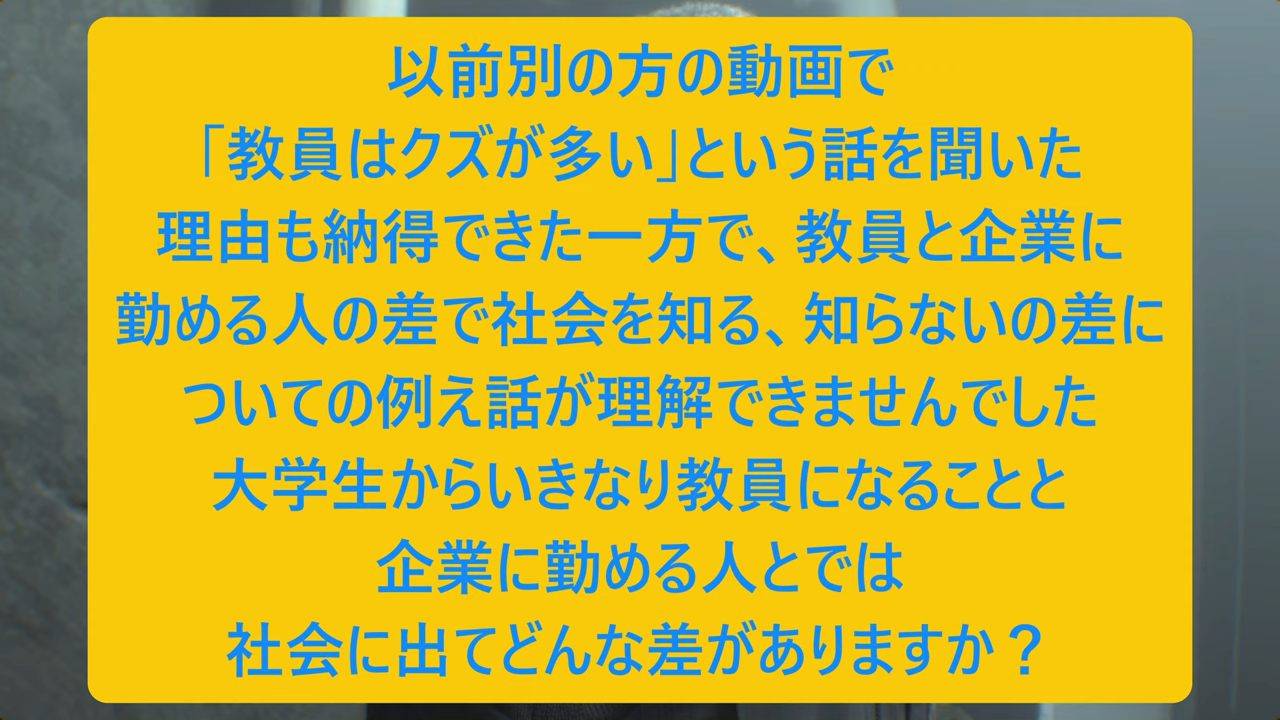 以前別の方の動画で
「教員はクズが多い」という話を聞いた
理由も納得できた一方で、教員と企業に
勤める人の差で社会を知る、知らないの差に
ついての例え話が理解できませんでした
大学生からいきなり教員になることと
企業に勤める人とでは
社会に出てどんな差がありますか？